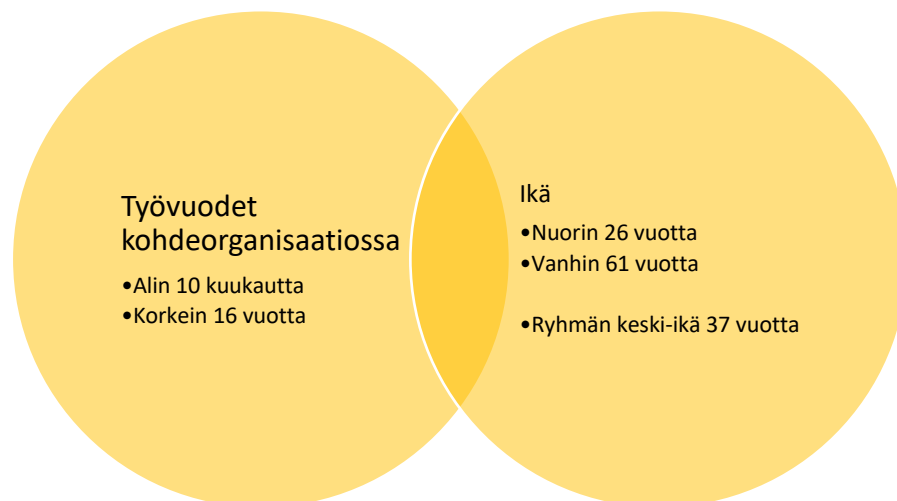 Työvuodet
kohdeorganisaatiossa
•Alin 10 kuukautta
•Korkein 16 vuotta
Ikä
•Nuorin 26 vuotta
•Vanhin 61 vuotta
•Ryhmän keski-ikä 37 vuotta